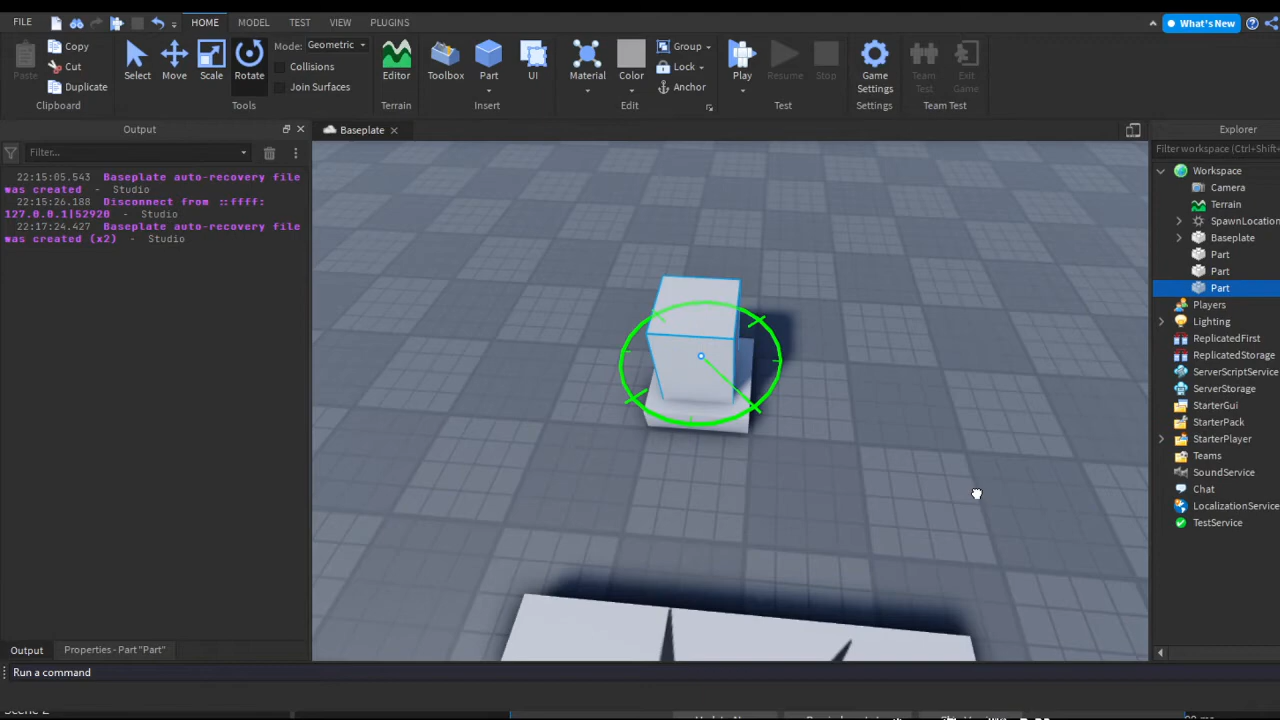 FILE HOME MODEL TEST VIEW PLUGINS What's New
Copy Mode: Geometric Group
Paste Cut Select Move Scale Rotate Collisions Editor Toolbox Part UI Material Color Lock Play Resume Stop Game Settings Team Test Exit Game
Duplicate Join Surfaces Anchor
Clipboard Tools Terrain Insert Edit Test Settings Team Test
Output Baseplate Explorer
Filter... Filter workspace (Ctrl+Shift+
22:15:05.543 Baseplate auto-recovery file
was created - Studio
22:15:26.188 Disconnect from ::ffff:
127.0.0.1|52920 - Studio
22:17:24.427 Baseplate auto-recovery file
was created (x2) - Studio
Workspace
Camera
Terrain
SpawnLocation
Baseplate
Part
Part
Part
Players
Lighting
ReplicatedFirst
ReplicatedStorage
ServerScriptService
ServerStorage
StarterGui
StarterPack
StarterPlayer
Teams
SoundService
Chat
LocalizationService
TestService
Output Properties - Part "Part"
Run a command